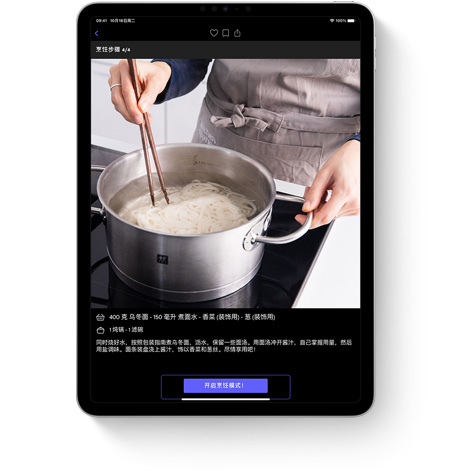 09:41 10月16日周二
100%
烹饪步骤 4/4
400 克 乌冬面 - 150 毫升 煮面水 - 香菜 (装饰用) - 葱 (装饰用)
1 炖锅 - 1 滤碗
同时烧好水，按照包装指南煮乌冬面，沥水，保留一些面汤。用面汤冲开酱汁，自己掌握用量，然后
用盐调味。面条装盘浇上酱汁，饰以香菜和葱丝。尽情享用吧！
开启烹饪模式！